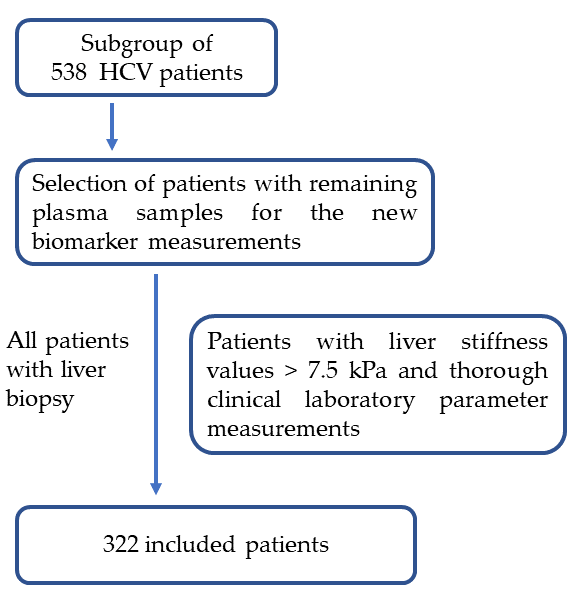 Subgroup of
538 HCV patients
Selection of patients with remaining
plasma samples for the new
biomarker measurements
All patients
with liver
biopsy
Patients with liver stiffness
values > 7.5 kPa and thorough
clinical laboratory parameter
measurements
322 included patients